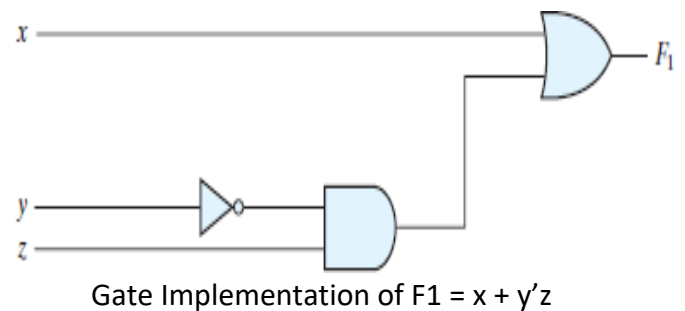 x
F1
y
z
Gate Implementation of F1 = x + y’z